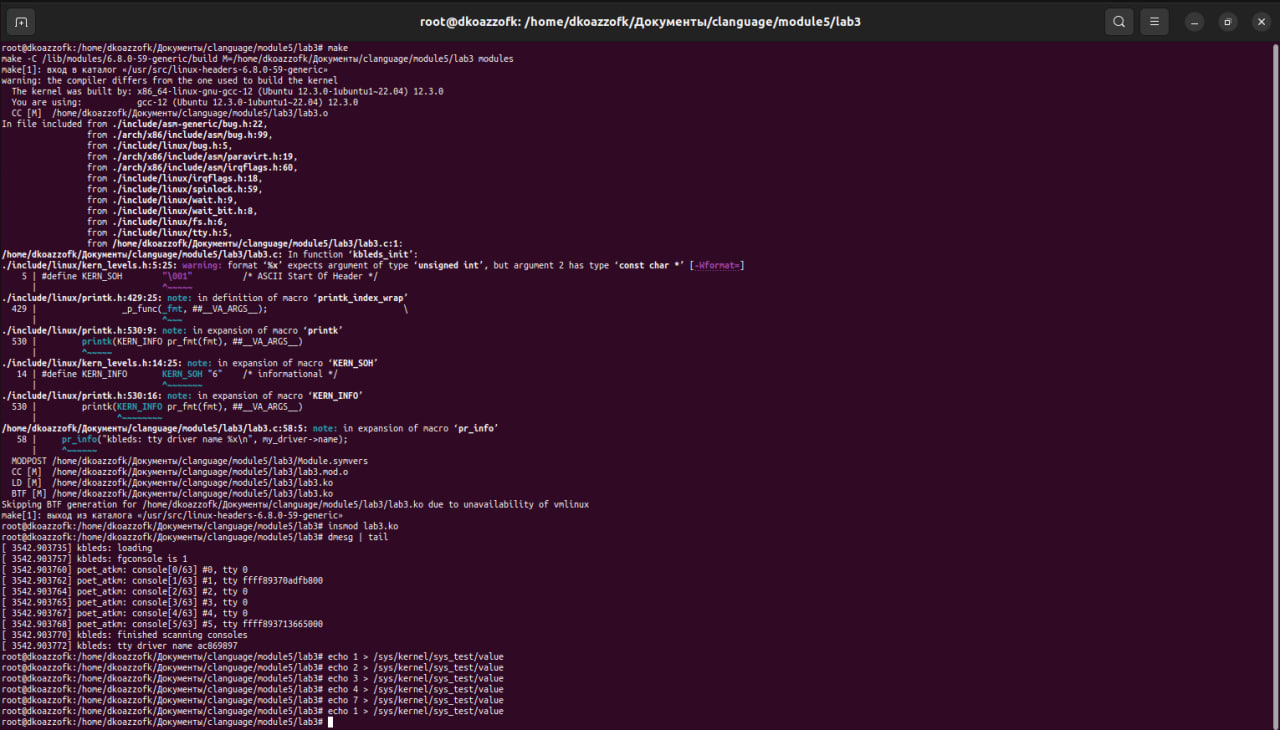 root@dkoazzofk: /home/dkoazzofk/Документы/clanguage/module5/lab3
root@dkoazzofk:/home/dkoazzofk/Документы/clanguage/module5/lab3# make
make -C /lib/modules/6.8.0-59-generic/build M=/home/dkoazzofk/Документы/clanguage/module5/lab3 modules
make[1]: вход в каталог «/usr/src/linux-headers-6.8.0-59-generic»
warning: the compiler differs from the one used to build the kernel
  The kernel was built by: x86_64-linux-gnu-gcc-12 (Ubuntu 12.3.0-1ubuntu1~22.04) 12.3.0
  You are using:           gcc-12 (Ubuntu 12.3.0-1ubuntu1~22.04) 12.3.0
  CC [M]  /home/dkoazzofk/Документы/clanguage/module5/lab3/lab3.o
In file included from ./include/asm-generic/bug.h:22,
                 from ./arch/x86/include/asm/bug.h:99,
                 from ./include/linux/bug.h:5,
                 from ./arch/x86/include/asm/paravirt.h:19,
                 from ./arch/x86/include/asm/irqflags.h:60,
                 from ./include/linux/irqflags.h:18,
                 from ./include/linux/spinlock.h:59,
                 from ./include/linux/wait.h:9,
                 from ./include/linux/wait_bit.h:8,
                 from ./include/linux/fs.h:6,
                 from ./include/linux/tty.h:5,
                 from /home/dkoazzofk/Документы/clanguage/module5/lab3/lab3.c:1:
/home/dkoazzofk/Документы/clanguage/module5/lab3/lab3.c: In function ‘kbleds_init’:
./include/linux/kern_levels.h:5:25: warning: format ‘%x’ expects argument of type ‘unsigned int’, but argument 2 has type ‘const char *’ [-Wformat=]
    5 | #define KERN_SOH        "\001"          /* ASCII Start Of Header */
      |                         ^~~~~~
./include/linux/printk.h:429:25: note: in definition of macro ‘printk_index_wrap’
  429 |                 _p_func(_fmt, ##__VA_ARGS__);                           \
      |                         ^~~~
./include/linux/printk.h:530:9: note: in expansion of macro ‘printk’
  530 |         printk(KERN_INFO pr_fmt(fmt), ##__VA_ARGS__)
      |         ^~~~~~
./include/linux/kern_levels.h:14:25: note: in expansion of macro ‘KERN_SOH’
   14 | #define KERN_INFO       KERN_SOH "6"    /* informational */
      |                         ^~~~~~~~
./include/linux/printk.h:530:16: note: in expansion of macro ‘KERN_INFO’
  530 |         printk(KERN_INFO pr_fmt(fmt), ##__VA_ARGS__)
      |                ^~~~~~~~~
/home/dkoazzofk/Документы/clanguage/module5/lab3/lab3.c:58:5: note: in expansion of macro ‘pr_info’
   58 |     pr_info("kbleds: tty driver name %x\n", my_driver->name);
      |     ^~~~~~~
  MODPOST /home/dkoazzofk/Документы/clanguage/module5/lab3/Module.symvers
  CC [M]  /home/dkoazzofk/Документы/clanguage/module5/lab3/lab3.mod.o
  LD [M]  /home/dkoazzofk/Документы/clanguage/module5/lab3/lab3.ko
  BTF [M] /home/dkoazzofk/Документы/clanguage/module5/lab3/lab3.ko
Skipping BTF generation for /home/dkoazzofk/Документы/clanguage/module5/lab3/lab3.ko due to unavailability of vmlinux
make[1]: выход из каталога «/usr/src/linux-headers-6.8.0-59-generic»
root@dkoazzofk:/home/dkoazzofk/Документы/clanguage/module5/lab3# insmod lab3.ko
root@dkoazzofk:/home/dkoazzofk/Документы/clanguage/module5/lab3# dmesg | tail
[ 3542.903735] kbleds: loading
[ 3542.903757] kbleds: fgconsole is 1
[ 3542.903760] poet_atkm: console[0/63] #0, tty 0
[ 3542.903762] poet_atkm: console[1/63] #1, tty ffff89370adfb800
[ 3542.903764] poet_atkm: console[2/63] #2, tty 0
[ 3542.903765] poet_atkm: console[3/63] #3, tty 0
[ 3542.903767] poet_atkm: console[4/63] #4, tty 0
[ 3542.903768] poet_atkm: console[5/63] #5, tty ffff893713665000
[ 3542.903770] kbleds: finished scanning consoles
[ 3542.903772] kbleds: tty driver name ac869897
root@dkoazzofk:/home/dkoazzofk/Документы/clanguage/module5/lab3# echo 1 > /sys/kernel/sys_test/value
root@dkoazzofk:/home/dkoazzofk/Документы/clanguage/module5/lab3# echo 2 > /sys/kernel/sys_test/value
root@dkoazzofk:/home/dkoazzofk/Документы/clanguage/module5/lab3# echo 3 > /sys/kernel/sys_test/value
root@dkoazzofk:/home/dkoazzofk/Документы/clanguage/module5/lab3# echo 4 > /sys/kernel/sys_test/value
root@dkoazzofk:/home/dkoazzofk/Документы/clanguage/module5/lab3# echo 7 > /sys/kernel/sys_test/value
root@dkoazzofk:/home/dkoazzofk/Документы/clanguage/module5/lab3# echo 1 > /sys/kernel/sys_test/value
root@dkoazzofk:/home/dkoazzofk/Документы/clanguage/module5/lab3#